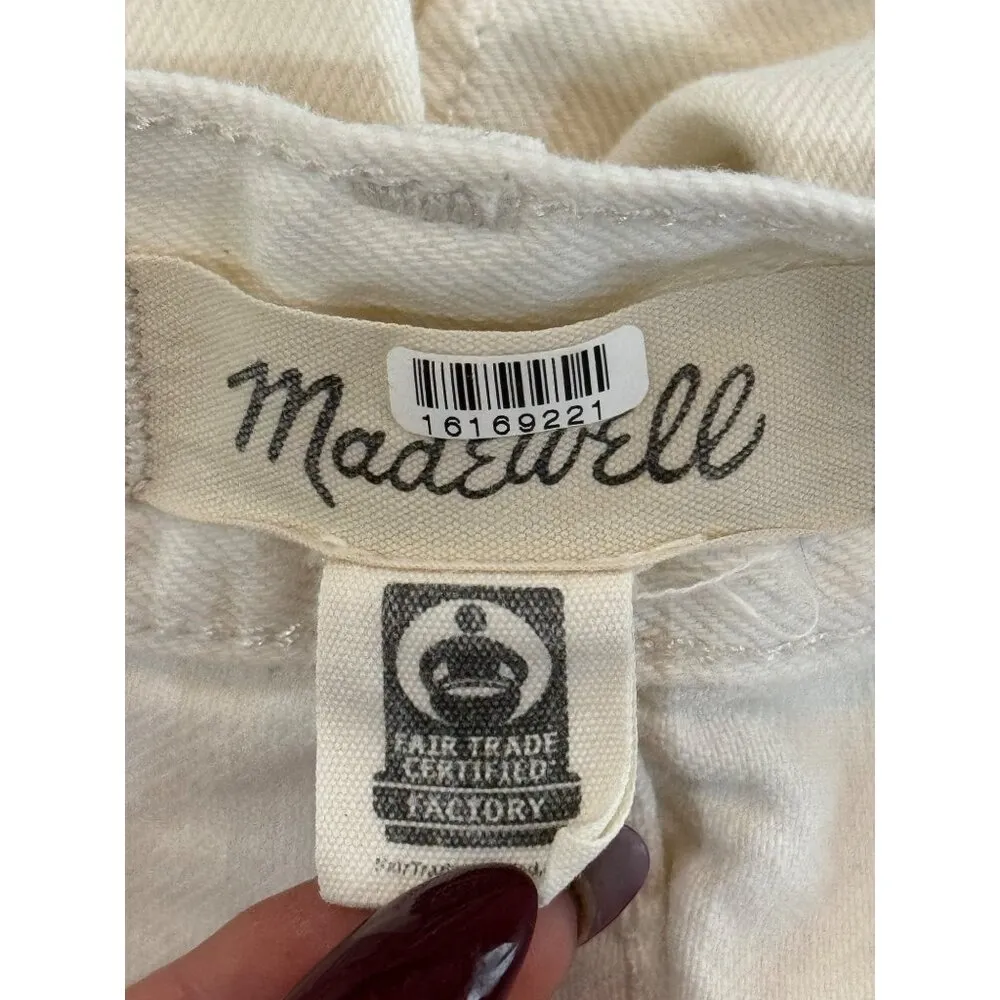 Madewell
16169221
FAIR TRADE
CERTIFIED
FACTORY